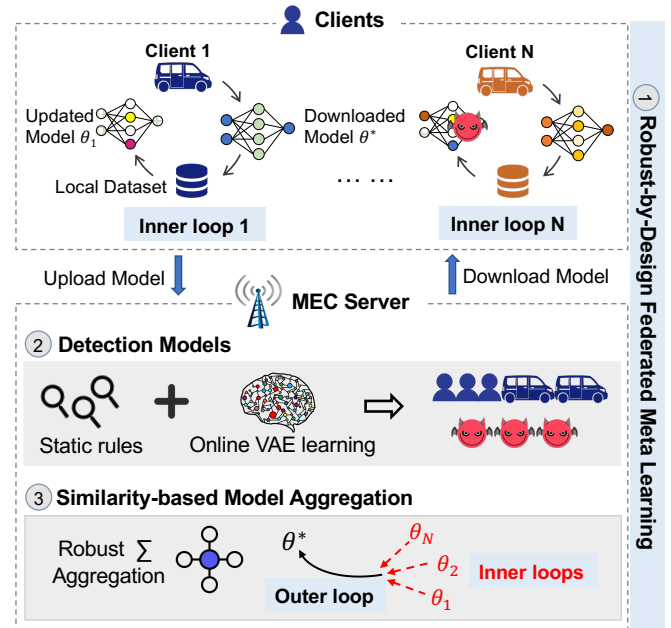 Clients
Client 1
Client N
Updated
Model θ₁
Downloaded
Model θ*
Local Dataset
... ...
Inner loop 1
Inner loop N
Upload Model
Download Model
MEC Server
2 Detection Models
Static rules
Online VAE learning
3 Similarity-based Model Aggregation
Robust Σ
Aggregation
θ*
θ_N
θ₂
θ₁
Outer loop
Inner loops
1 Robust-by-Design Federated Meta Learning